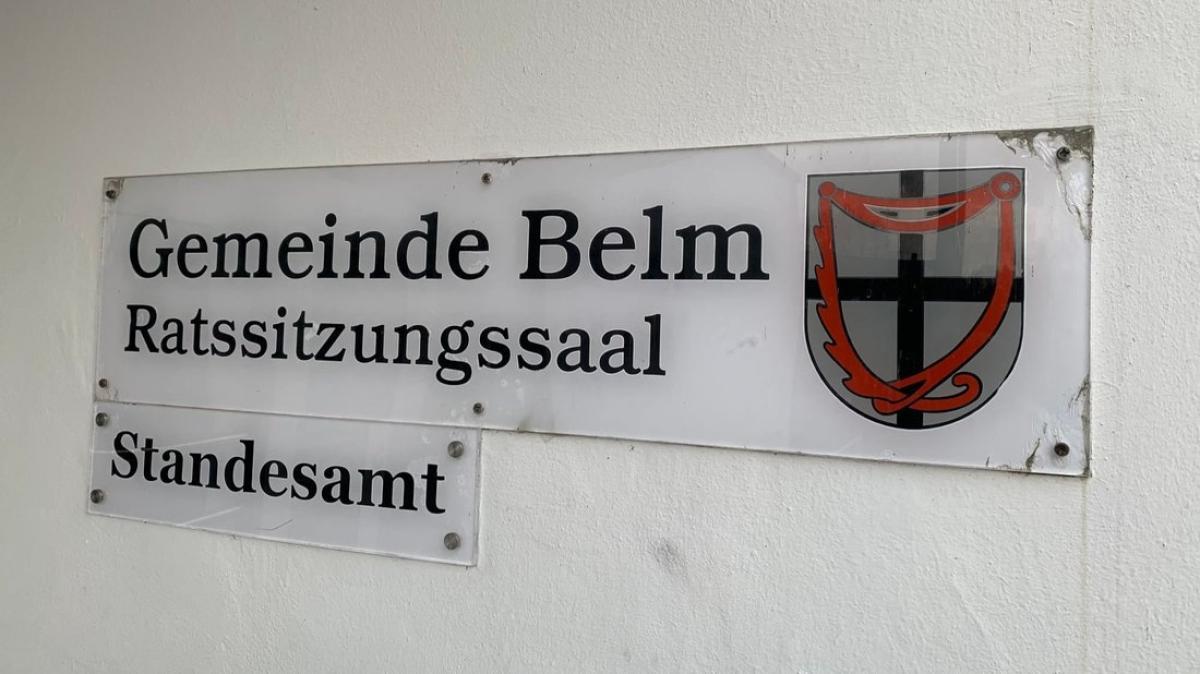 Gemeinde Belm
Ratssitzungssaal
Standesamt